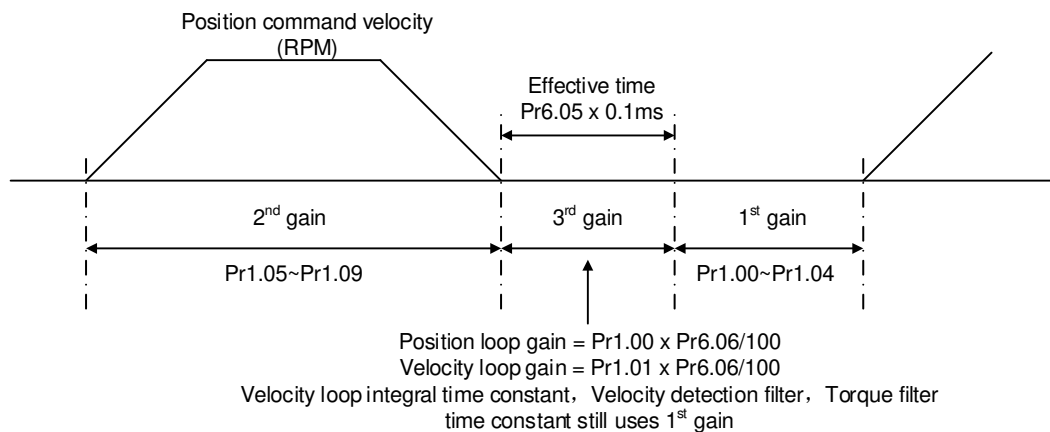 Position command velocity
(RPM)
Effective time
Pr6.05 x 0.1ms
2nd gain
3rd gain
1st gain
Pr1.05~Pr1.09
Pr1.00~Pr1.04
Position loop gain = Pr1.00 x Pr6.06/100
Velocity loop gain = Pr1.01 x Pr6.06/100
Velocity loop integral time constant，Velocity detection filter，Torque filter
time constant still uses 1st gain